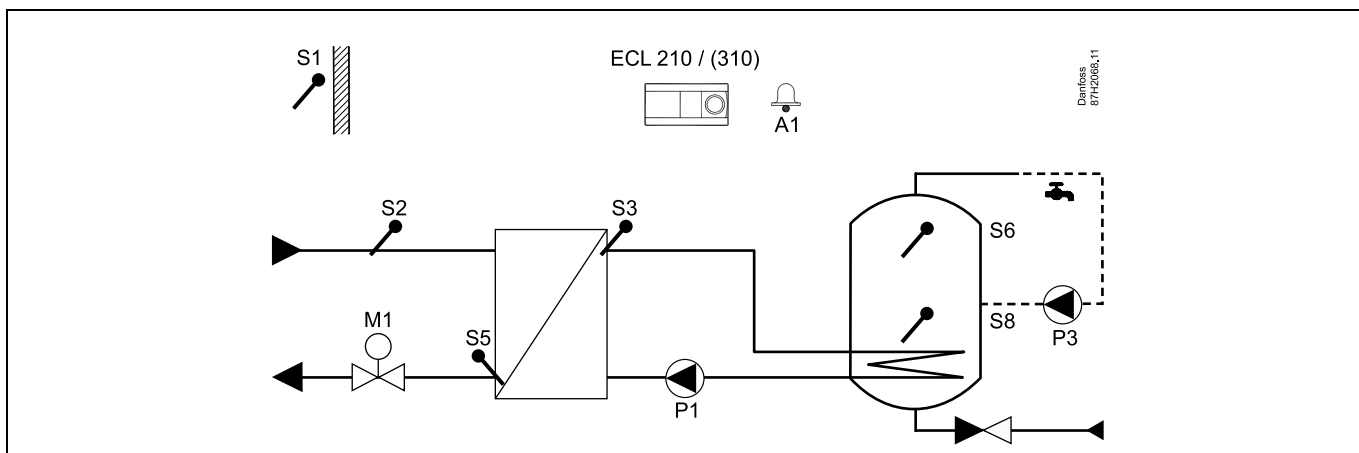 S1
ECL 210 / (310)
A1
Danfoss
87H2068.11
S2
S3
S6
M1
S5
S8
P3
P1